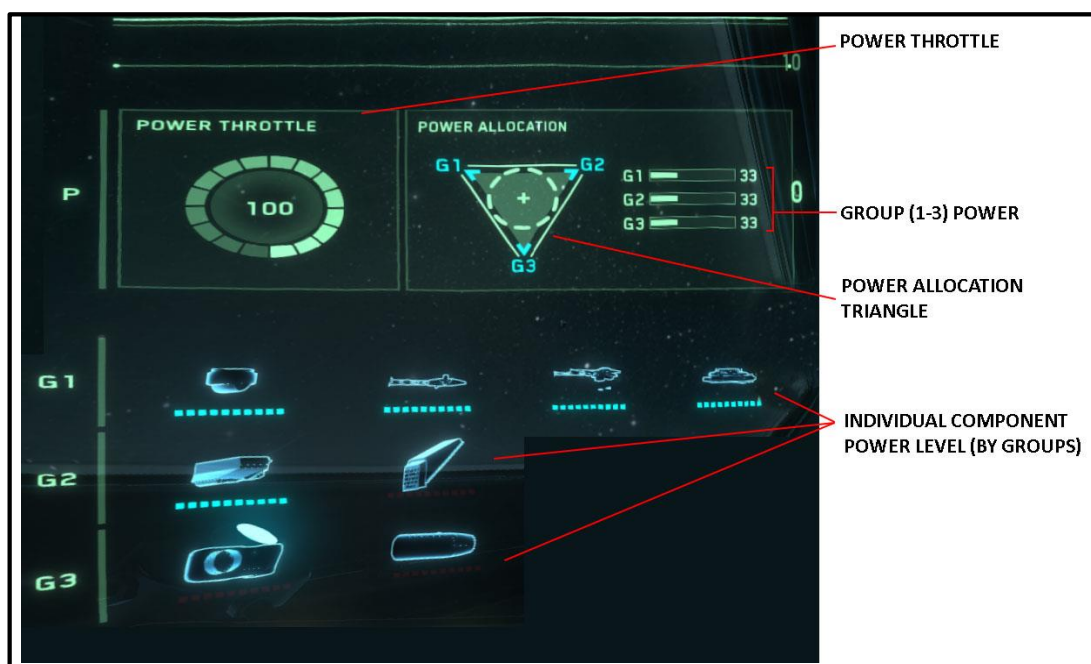 POWER THROTTLE
10
POWER THROTTLE
100
POWER ALLOCATION
G1
G2
G3
G1 33
G2 33
G3 33
P
0
GROUP (1-3) POWER
POWER ALLOCATION
TRIANGLE
G1
INDIVIDUAL COMPONENT
POWER LEVEL (BY GROUPS)
G2
G3